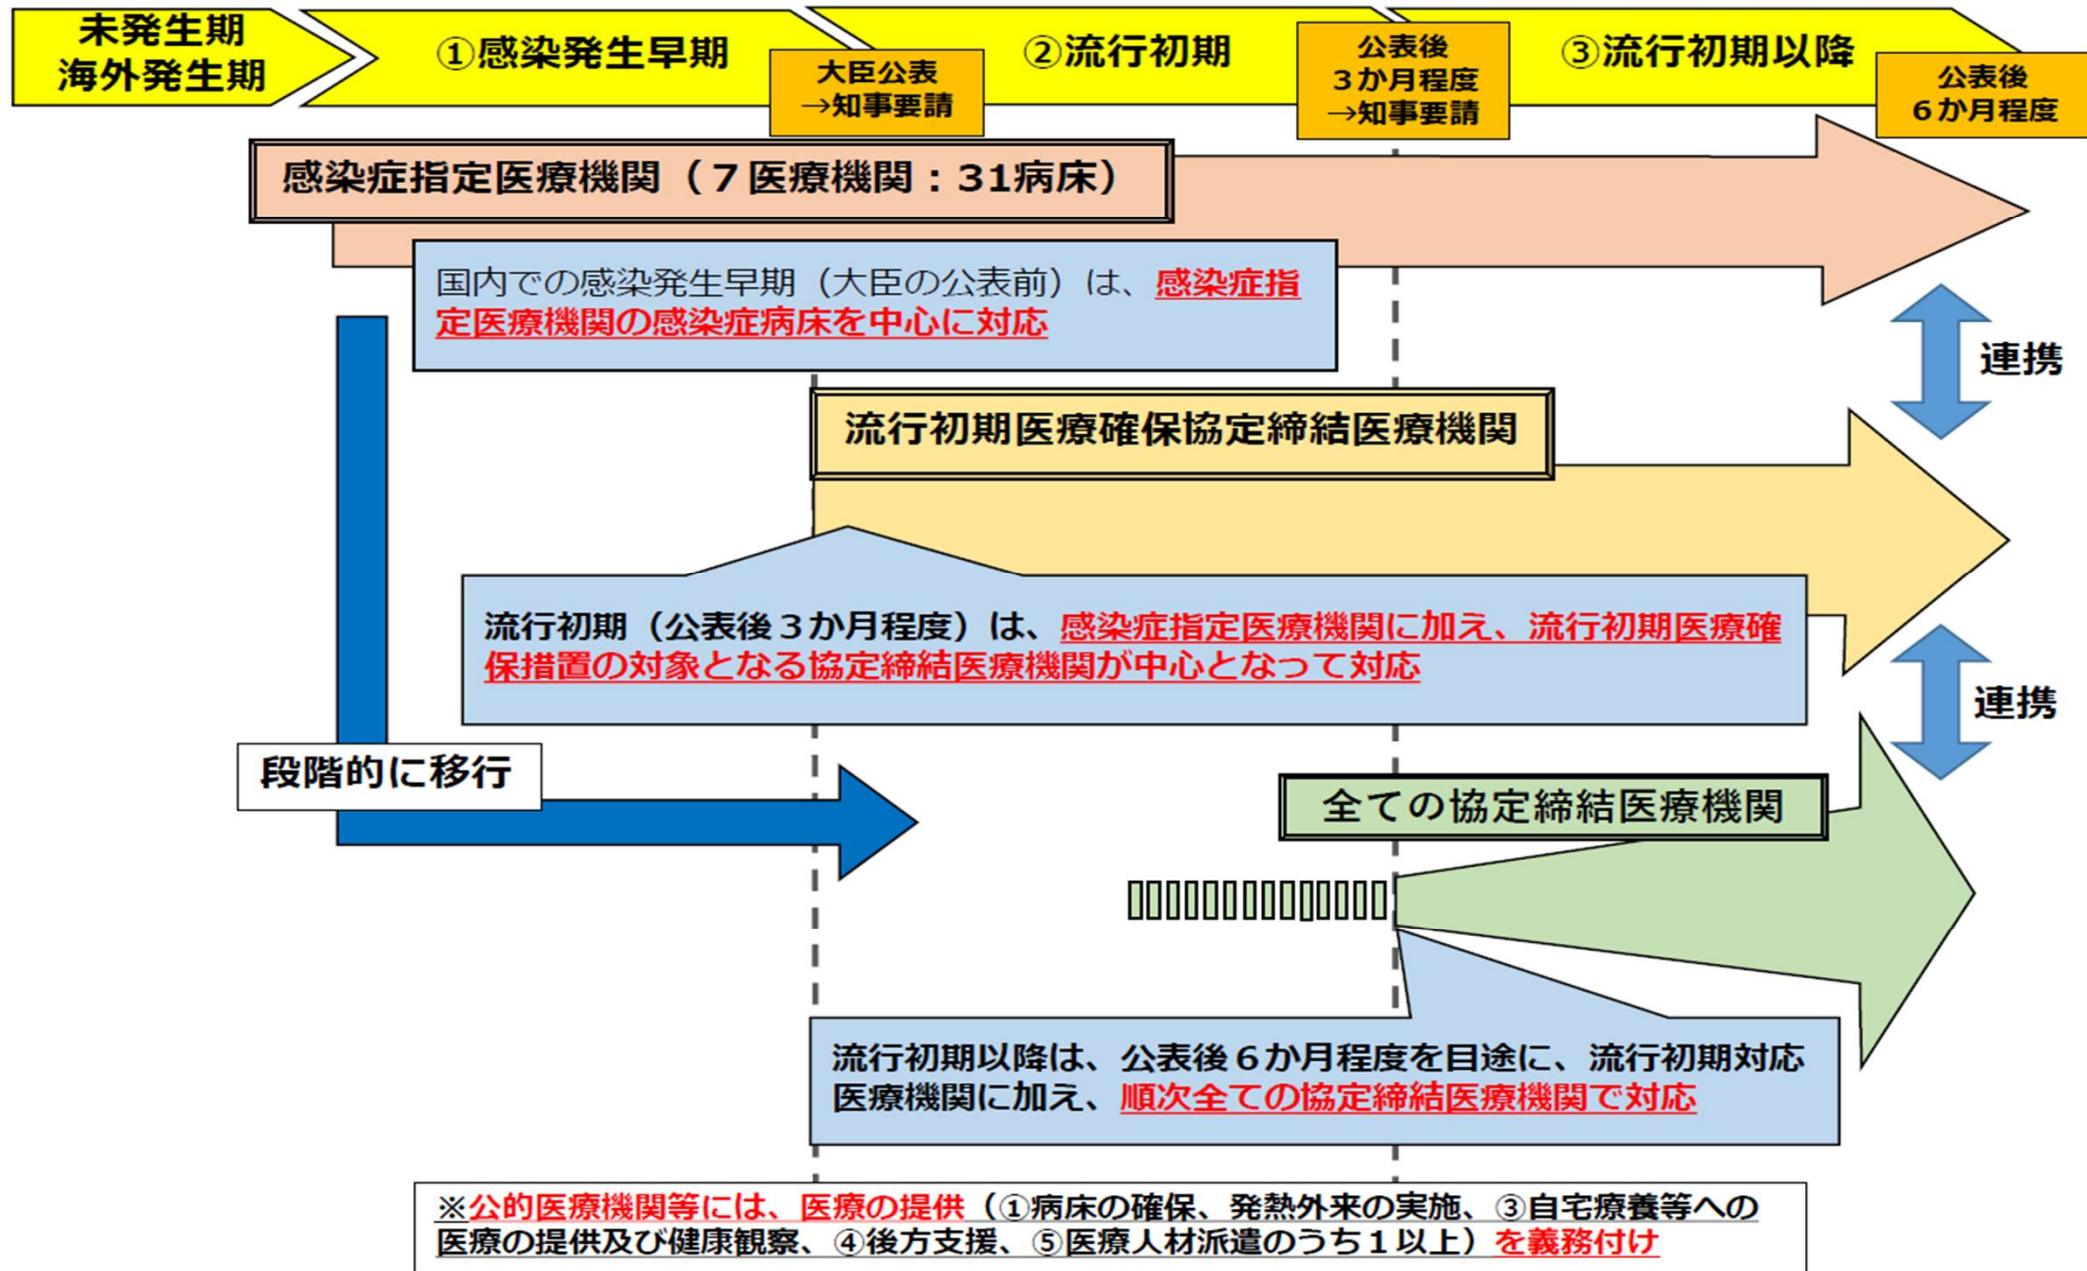 未発生期
海外発生期
①感染発生早期
大臣公表
→知事要請
②流行初期
公表後
３か月程度
→知事要請
③流行初期以降
公表後
６か月程度
感染症指定医療機関（７医療機関：31病床）
国内での感染発生早期（大臣の公表前）は、感染症指
定医療機関の感染症病床を中心に対応
連携
流行初期医療確保協定締結医療機関
流行初期（公表後３か月程度）は、感染症指定医療機関に加え、流行初期医療確
保措置の対象となる協定締結医療機関が中心となって対応
連携
段階的に移行
全ての協定締結医療機関
流行初期以降は、公表後６か月程度を目途に、流行初期対応
医療機関に加え、順次全ての協定締結医療機関で対応
※公的医療機関等には、医療の提供（①病床の確保、発熱外来の実施、③自宅療養等への
医療の提供及び健康観察、④後方支援、⑤医療人材派遣のうち１以上）を義務付け